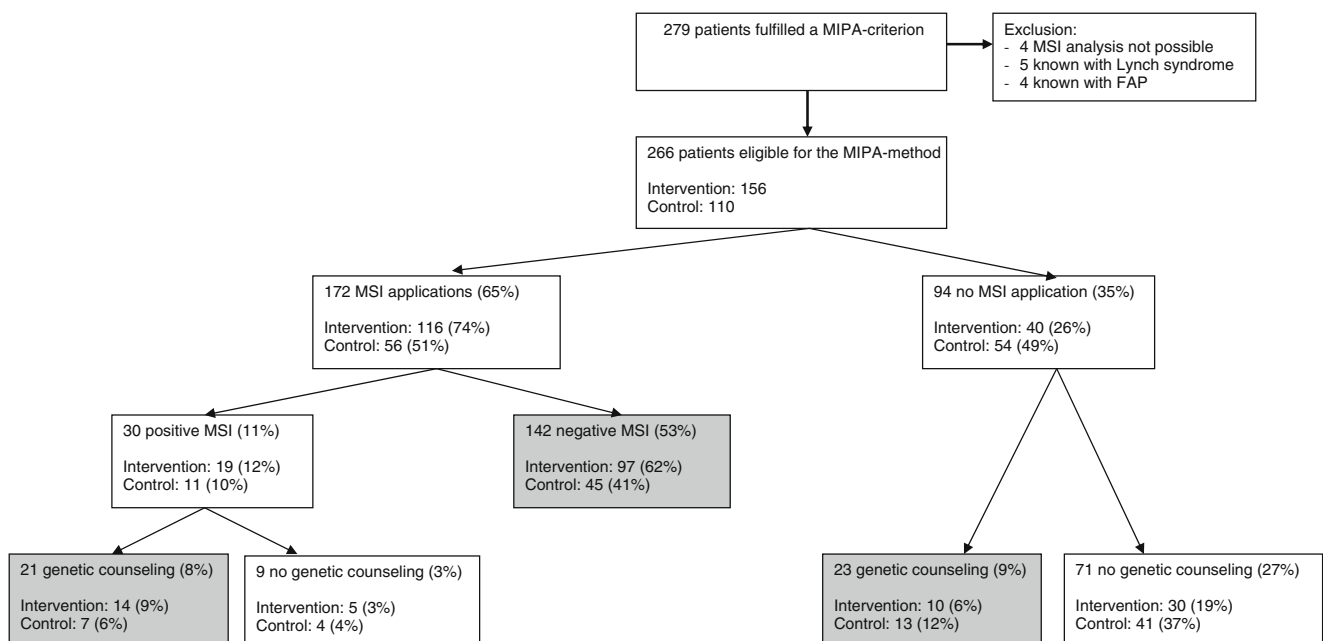 279 patients fulfilled a MIPA-criterion
Exclusion:
- 4 MSI analysis not possible
- 5 known with Lynch syndrome
- 4 known with FAP
266 patients eligible for the MIPA-method
Intervention: 156
Control: 110
172 MSI applications (65%)
Intervention: 116 (74%)
Control: 56 (51%)
94 no MSI application (35%)
Intervention: 40 (26%)
Control: 54 (49%)
30 positive MSI (11%)
Intervention: 19 (12%)
Control: 11 (10%)
142 negative MSI (53%)
Intervention: 97 (62%)
Control: 45 (41%)
21 genetic counseling (8%)
Intervention: 14 (9%)
Control: 7 (6%)
9 no genetic counseling (3%)
Intervention: 5 (3%)
Control: 4 (4%)
23 genetic counseling (9%)
Intervention: 10 (6%)
Control: 13 (12%)
71 no genetic counseling (27%)
Intervention: 30 (19%)
Control: 41 (37%)